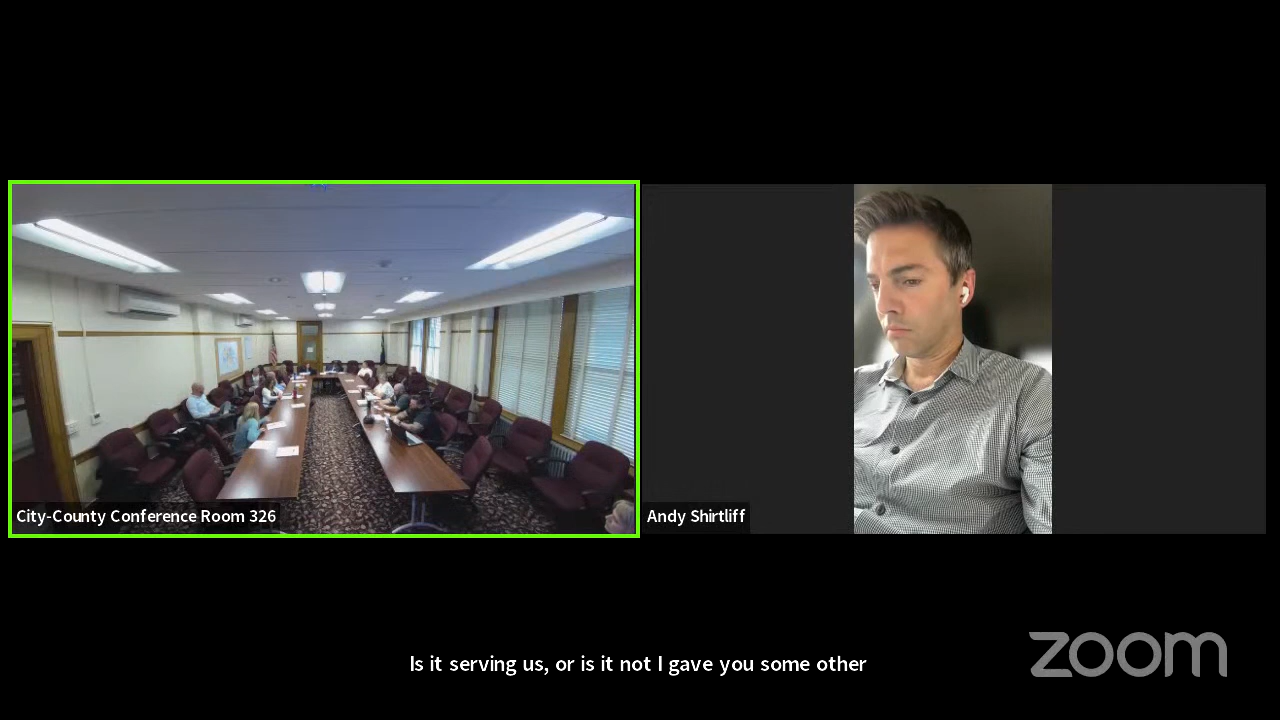 City-County Conference Room 326
Andy Shirtliff
Is it serving us, or is it not I gave you some other
zoom